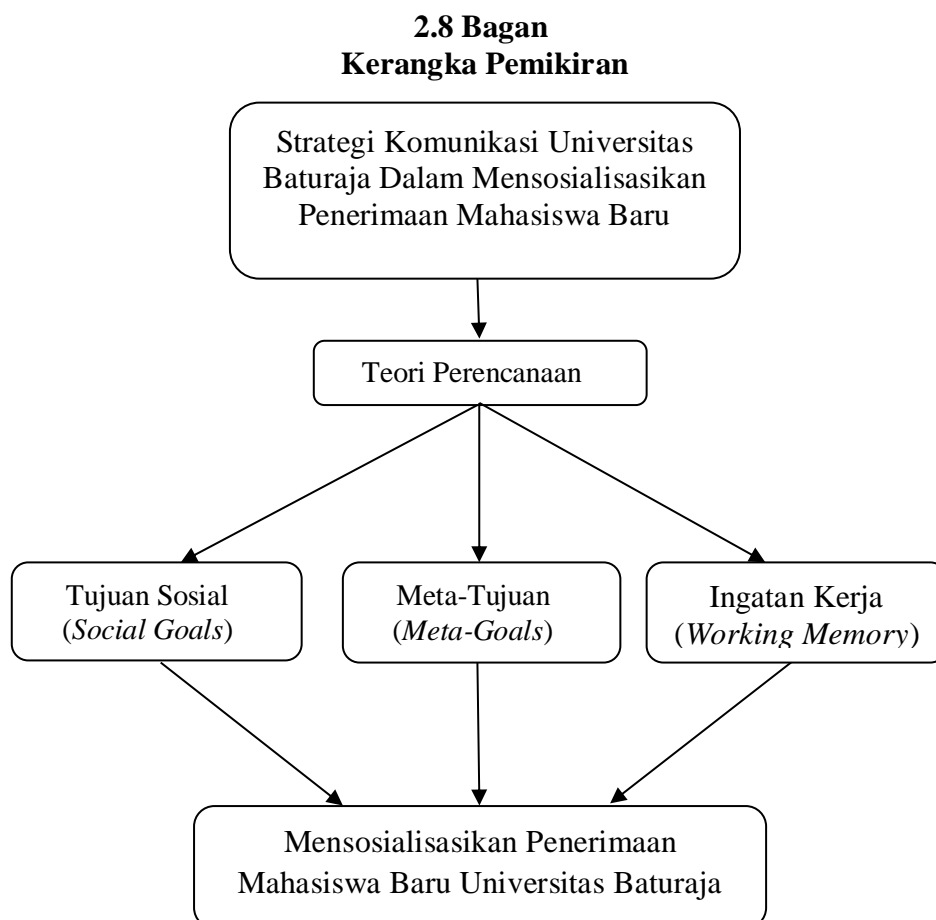 2.8 Bagan
Kerangka Pemikiran
Strategi Komunikasi Universitas
Baturaja Dalam Mensosialisasikan
Penerimaan Mahasiswa Baru
Teori Perencanaan
Tujuan Sosial
(Social Goals)
Meta-Tujuan
(Meta-Goals)
Ingatan Kerja
(Working Memory)
Mensosialisasikan Penerimaan
Mahasiswa Baru Universitas Baturaja